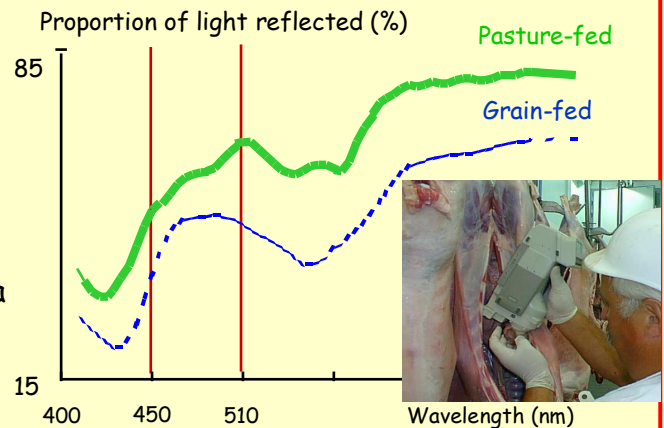 Proportion of light reflected (%)
85
Pasture-fed
Grain-fed
15
400 450 510 Wavelength (nm)